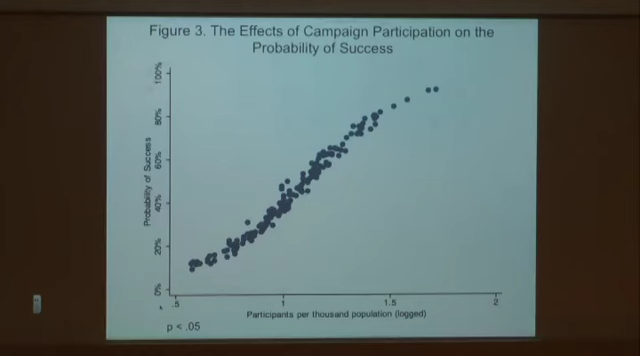 Figure 3. The Effects of Campaign Participation on the
Probability of Success
100%
80%
60%
40%
20%
0%
Probability of Success
.5
1
1.5
2
Participants per thousand population (logged)
p < .05